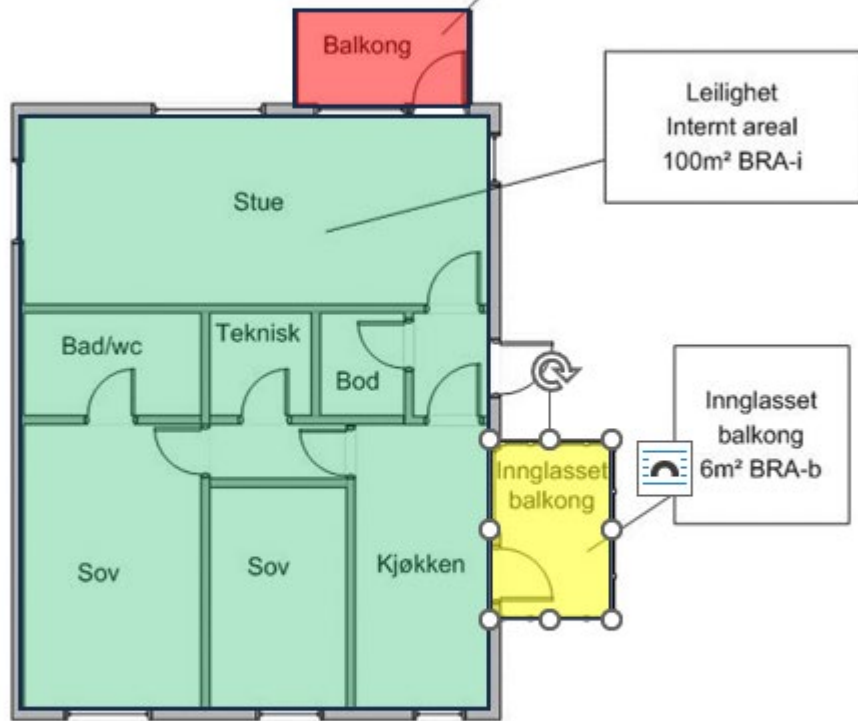 Balkong
Leilighet
Internt areal
100m² BRA-i
Stue
Bad/wc
Teknisk
Bod
Innglasset
balkong
6m² BRA-b
Innglasset
balkong
Sov
Sov
Kjøkken